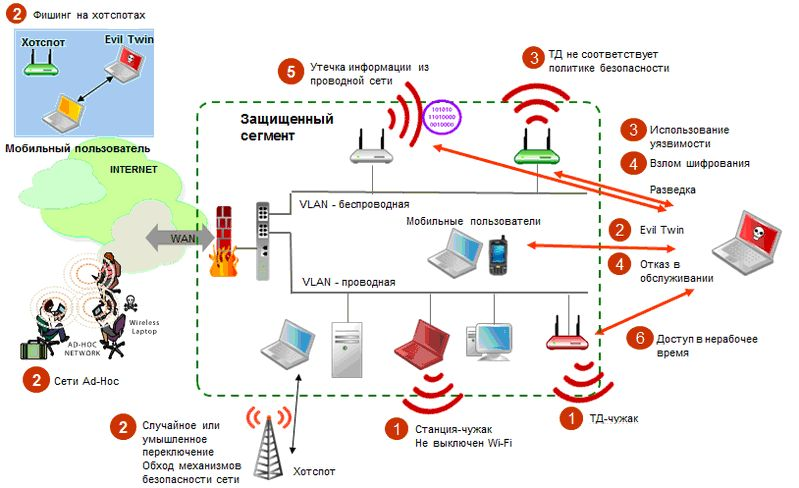 2 Фишинг на хотспотах
Хотспот
Evil Twin
Мобильный пользователь
INTERNET
WAN
Wireless
Laptop
AD-HOC
NETWORK
2 Сети Ad-Hoc
5 Утечка информации из
проводной сети
101010
11010000
0010000
3 ТД не соответствует
политике безопасности
Защищенный
сегмент
VLAN - беспроводная
Мобильные пользователи
VLAN - проводная
3 Использование
уязвимости
4 Взлом шифрования
Разведка
2 Evil Twin
4 Отказ в
обслуживании
6 Доступ в нерабочее
время
1 ТД-чужак
1 Станция-чужак
Не выключен Wi-Fi
2 Случайное или
умышленное
переключение
Обход механизмов
безопасности сети
Хотспот